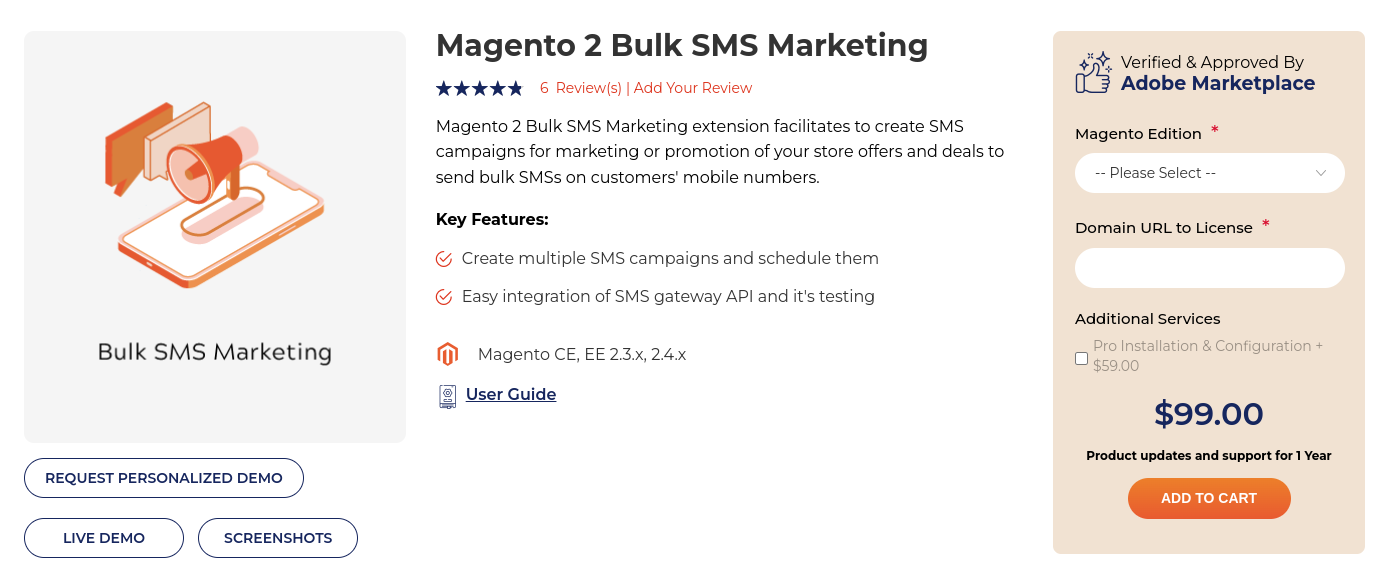 Bulk SMS Marketing
REQUEST PERSONALIZED DEMO
LIVE DEMO
SCREENSHOTS
Magento 2 Bulk SMS Marketing
6 Review(s) | Add Your Review
Magento 2 Bulk SMS Marketing extension facilitates to create SMS
campaigns for marketing or promotion of your store offers and deals to
send bulk SMSs on customers' mobile numbers.
Key Features:
Create multiple SMS campaigns and schedule them
Easy integration of SMS gateway API and it's testing
Magento CE, EE 2.3.x, 2.4.x
User Guide
Verified & Approved By
Adobe Marketplace
Magento Edition *
-- Please Select --
Domain URL to License *
Additional Services
Pro Installation & Configuration +
$59.00
$99.00
Product updates and support for 1 Year
ADD TO CART